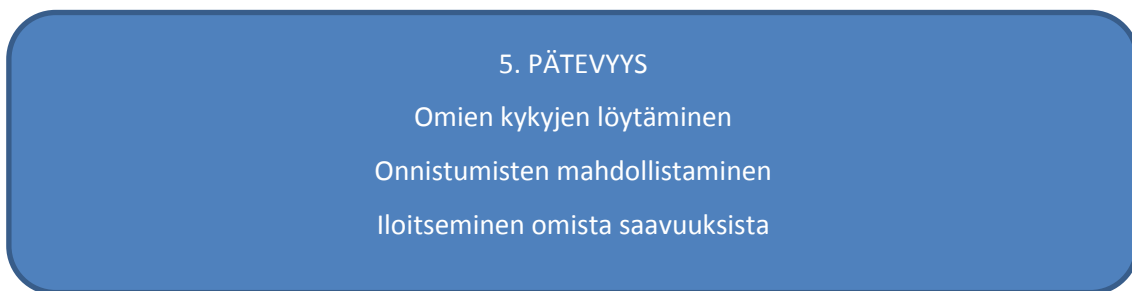 5. PÄTEVYYS
Omien kykyjen löytäminen
Onnistumisten mahdollistaminen
Iloitseminen omista saavuuksista